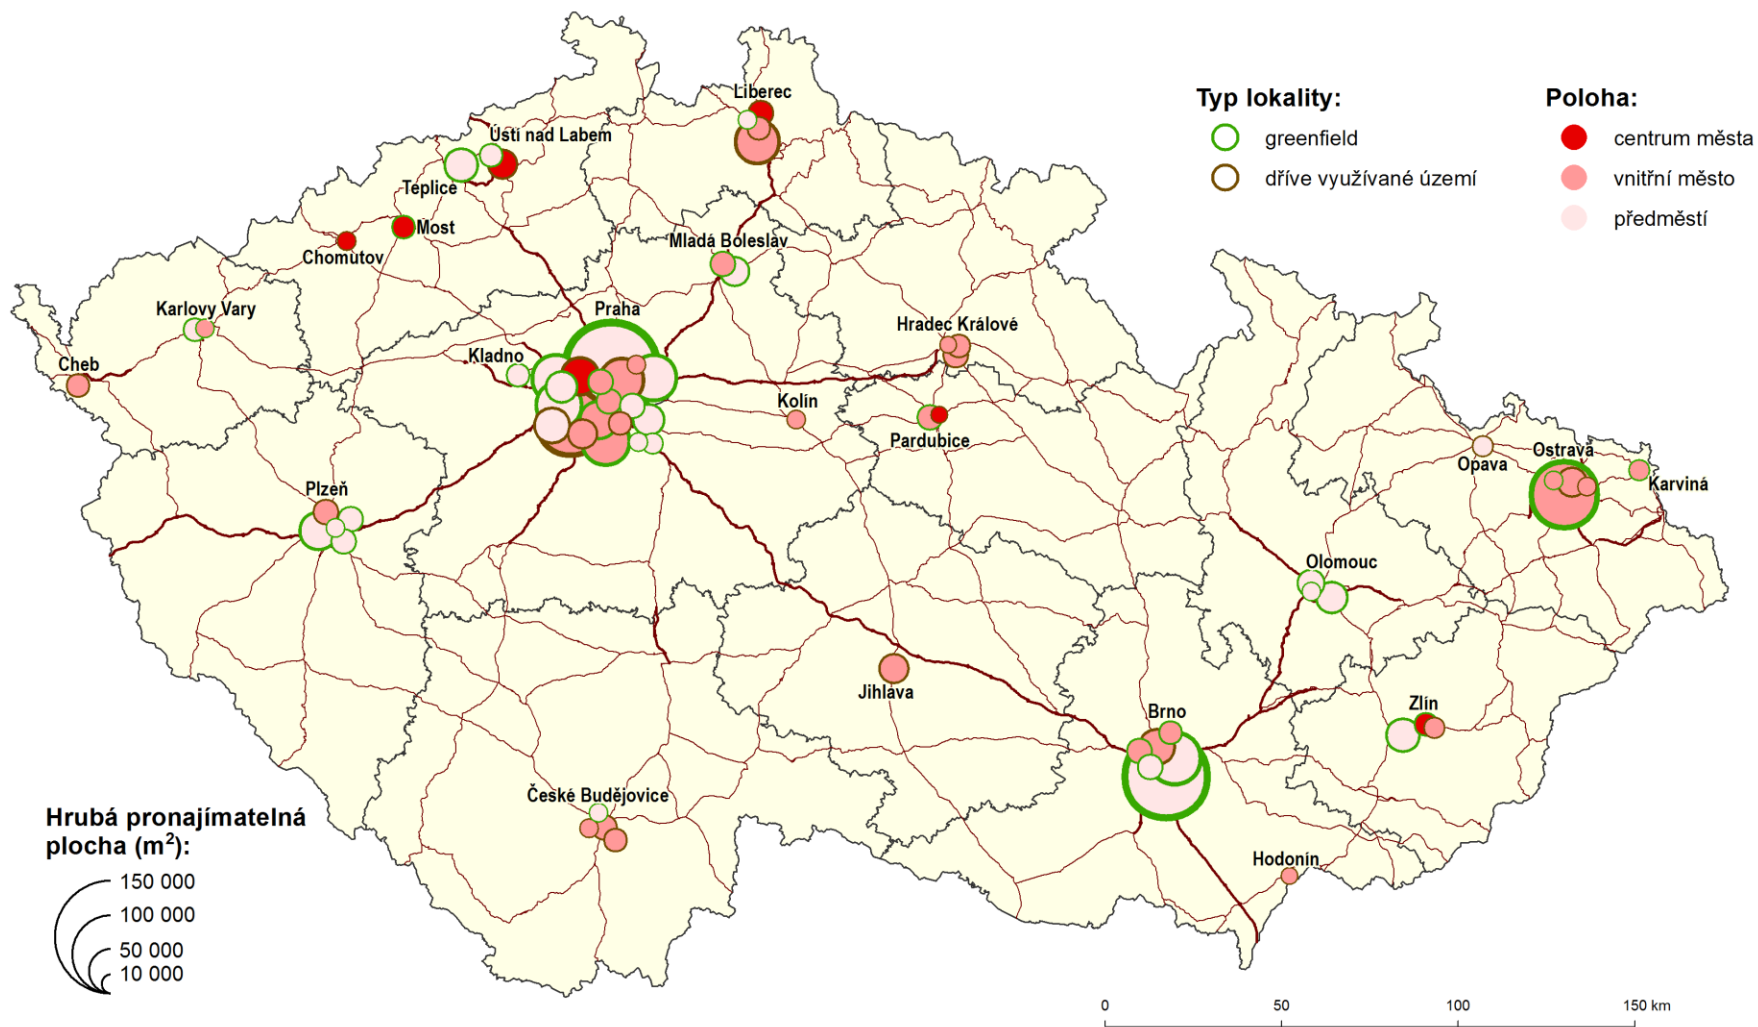 Typ lokality:
greenfield
dříve využívané území
Poloha:
centrum města
vnitřní město
předměstí
Liberec
Ústí nad Labem
Teplice
Most
Chomutov
Mladá Boleslav
Karlovy Vary
Praha
Hradec Králové
Kladno
Cheb
Kolín
Pardubice
Opava
Ostrava
Karviná
Plzeň
Olomouc
Jihlava
Zlín
Brno
České Budějovice
Hodonín
Hrubá pronajímatelná
plocha (m²):
150 000
100 000
50 000
10 000
0 50 100 150 km